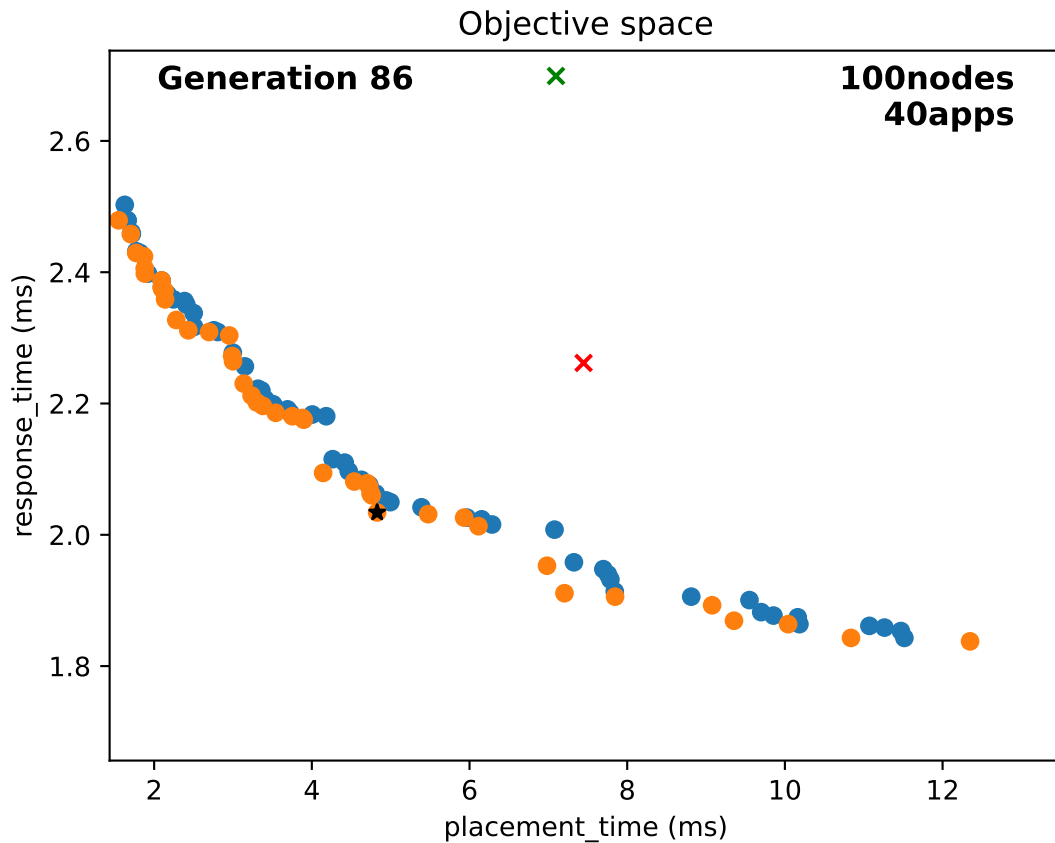 Objective space
Generation 86
100nodes
40apps
response_time (ms)
2.6
2.4
2.2
2.0
1.8
2 4 6 8 10 12
placement_time (ms)